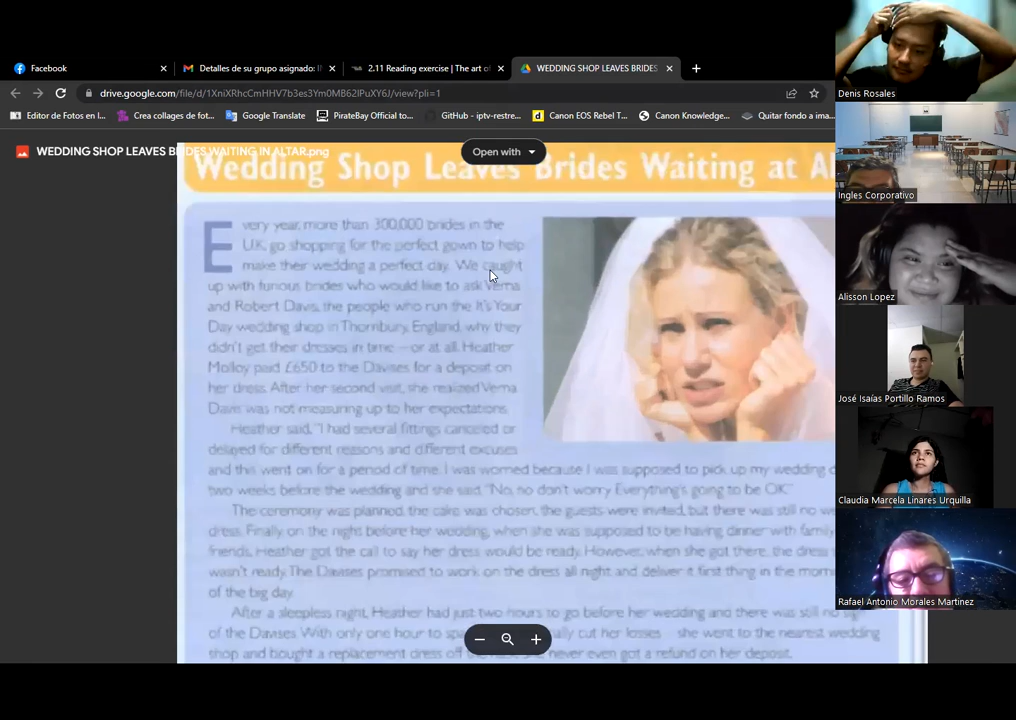 Facebook
Detalles de su grupo asignado: I
2.11 Reading exercise | The art of
WEDDING SHOP LEAVES BRIDES
drive.google.com/file/d/1XniXRhcCmHHV7b3es3Ym0MB62IPuXY6J/view?pli=1
Editor de Fotos en l...
Crea collages de fot...
Google Translate
PirateBay Official to...
GitHub - iptv-restre...
Canon EOS Rebel T...
Canon Knowledge...
Quitar fondo a ima...
WEDDING SHOP LEAVES BRIDES WAITING IN ALTAR.png
Open with
Wedding Shop Leaves Brides Waiting at Al
Every year, more than 300,000 brides in the
U.K. go shopping for the perfect gown to help
make their wedding a perfect day. We caught
up with furious brides who would like to ask Verna
and Robert Davis, the people who run the It's Your
Day wedding shop in Thornbury, England, why they
didn't get their dresses in time — or at all. Heather
Molloy paid £650 to the Davises for a deposit on
her dress. After her second visit, she realized Verna
Davis was not measuring up to her expectations.
Heather said, "I had several fittings canceled or
delayed for different reasons and different excuses
and this went on for a period of time. I was worried because I was supposed to pick up my wedding d
two weeks before the wedding and she said, "No, no don't worry. Everything's going to be OK."
The ceremony was planned, the cake was chosen, the guests were invited, but there was still no w
dress. Finally, on the night before her wedding, when she was supposed to be having dinner with family
friends, Heather got the call to say her dress would be ready. However, when she got there, the dress
wasn't ready. The Davises promised to work on the dress all night and deliver it first thing in the morn
of the big day.
After a sleepless night, Heather had just two hours to go before her wedding and there was still no sig
of the Davises. With only one hour to spa ally cut her losses – she went to the nearest wedding
shop and bought a replacement dress off never even got a refund on her deposit.
Denis Rosales
Ingles Corporativo
Alisson Lopez
José Isaías Portillo Ramos
Claudia Marcela Linares Urquilla
Rafael Antonio Morales Martinez